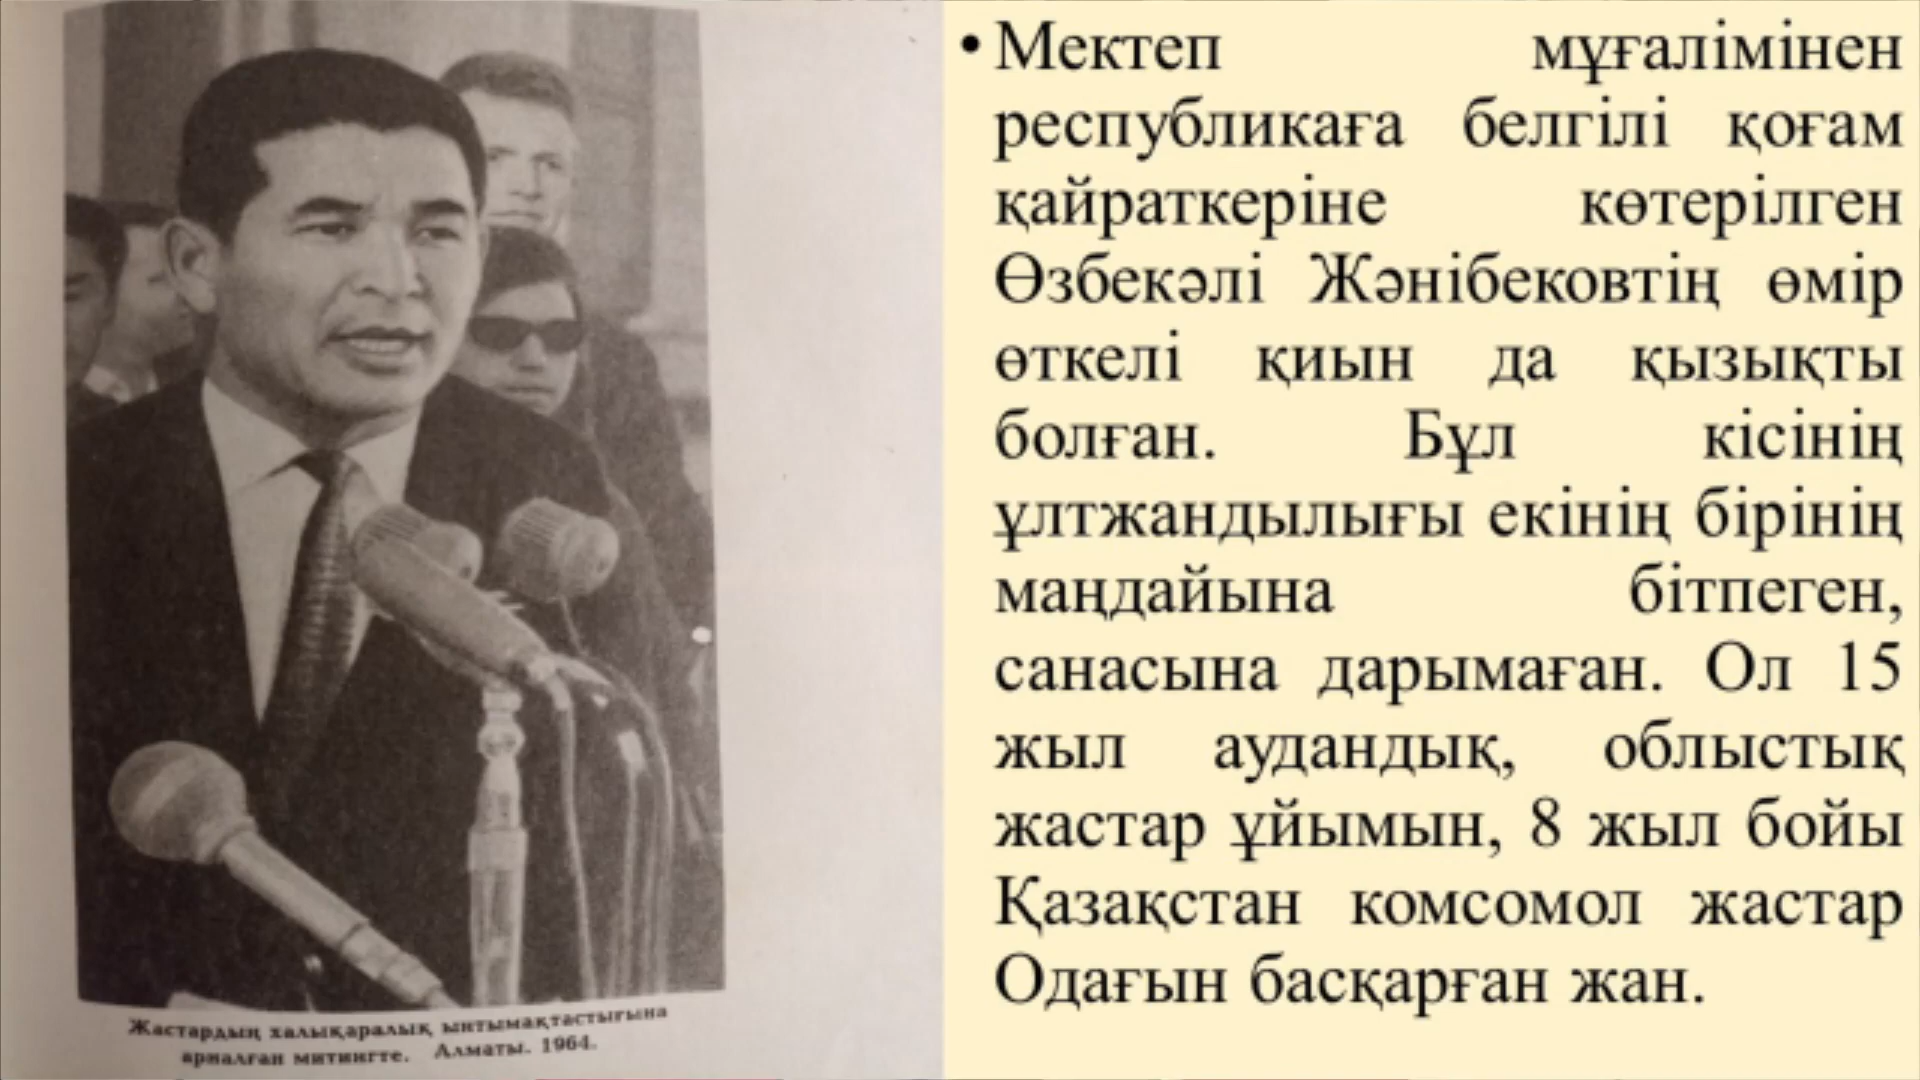 • Мектеп мұғалімінен
республикаға белгілі қоғам
қайраткеріне көтерілген
Өзбекәлі Жәнібековтің өмір
өткелі қиын да қызықты
болған. Бұл кісінің
ұлтжандылығы екінің бірінің
маңдайына бітпеген,
санасына дарымаған. Ол 15
жыл аудандық, облыстық
жастар ұйымын, 8 жыл бойы
Қазақстан комсомол жастар
Одағын басқарған жан.
Жастардың халықаралық ынтымақтастығына
арналған митингте. Алматы. 1964.